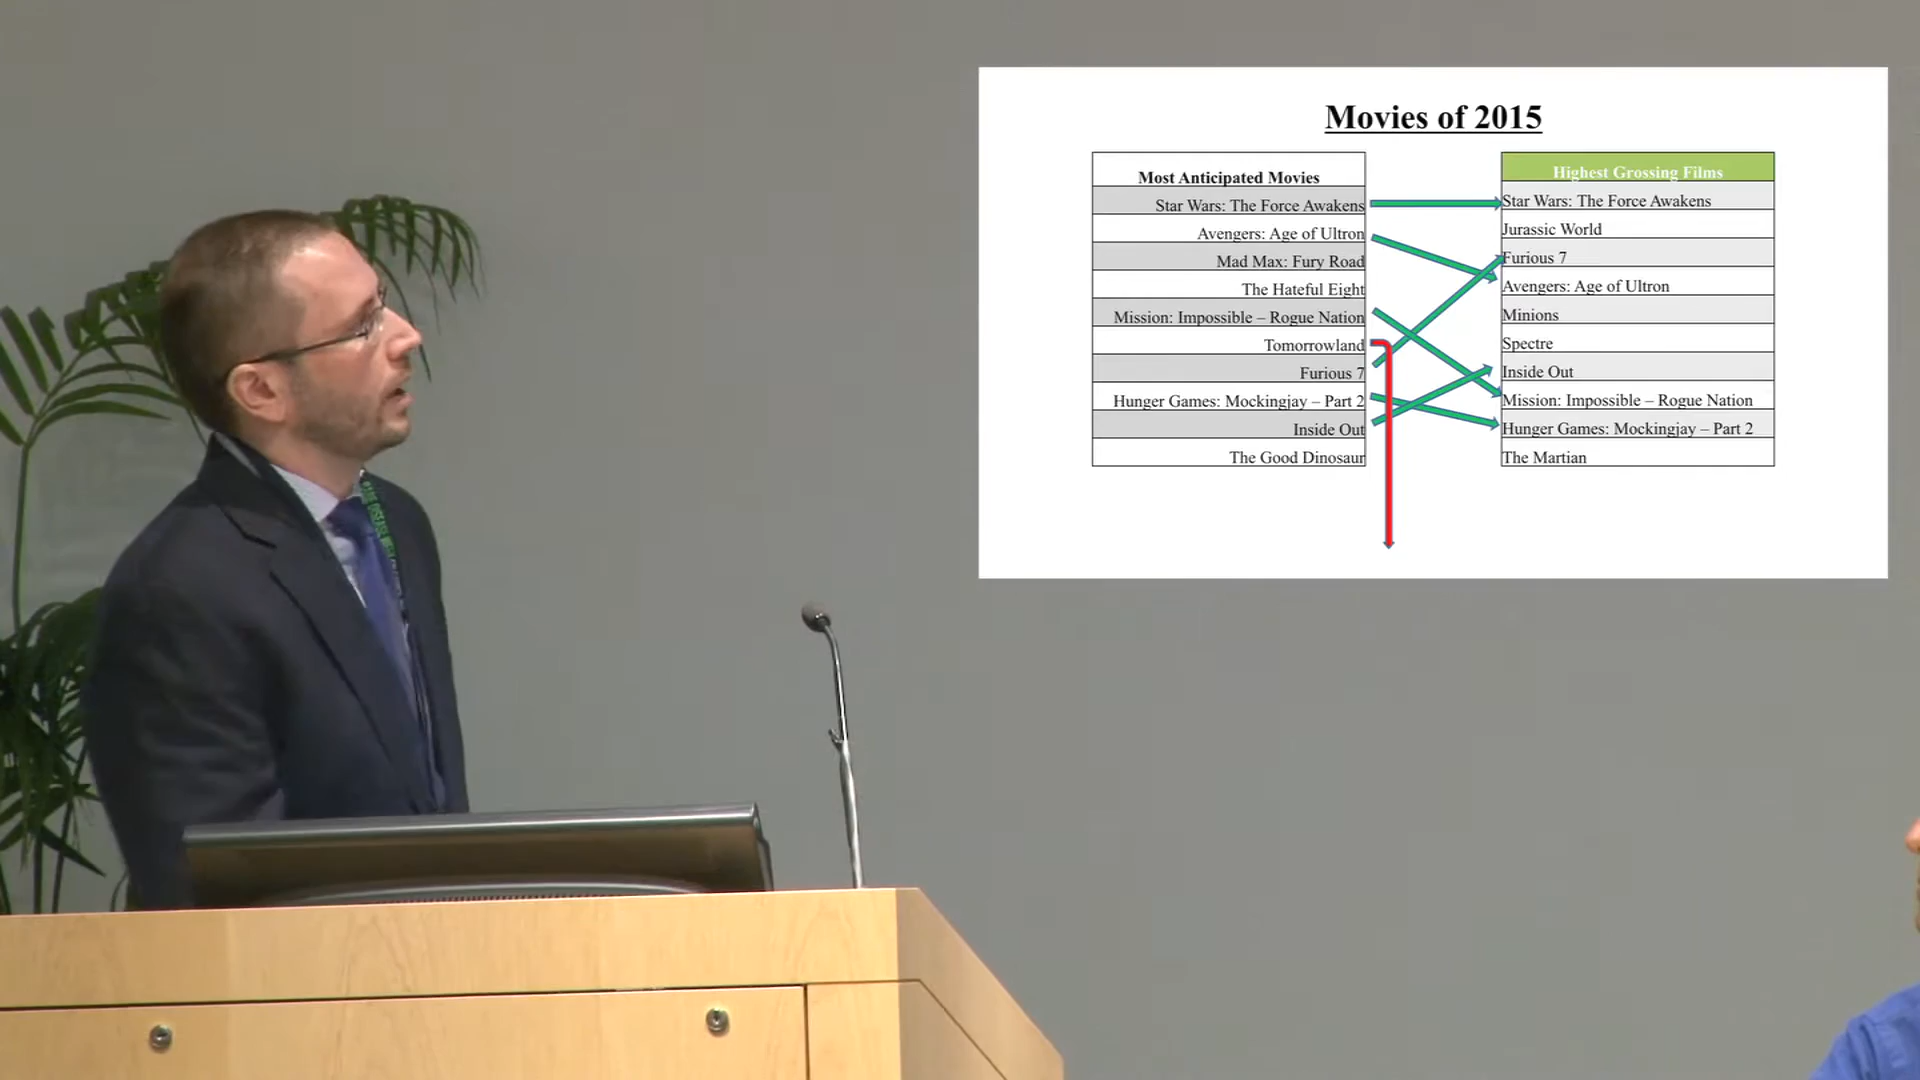 Movies of 2015
Most Anticipated Movies
Star Wars: The Force Awakens
Avengers: Age of Ultron
Mad Max: Fury Road
The Hateful Eight
Mission: Impossible – Rogue Nation
Tomorrowland
Furious 7
Hunger Games: Mockingjay – Part 2
Inside Out
The Good Dinosaur
Highest Grossing Films
Star Wars: The Force Awakens
Jurassic World
Furious 7
Avengers: Age of Ultron
Minions
Spectre
Inside Out
Mission: Impossible – Rogue Nation
Hunger Games: Mockingjay – Part 2
The Martian